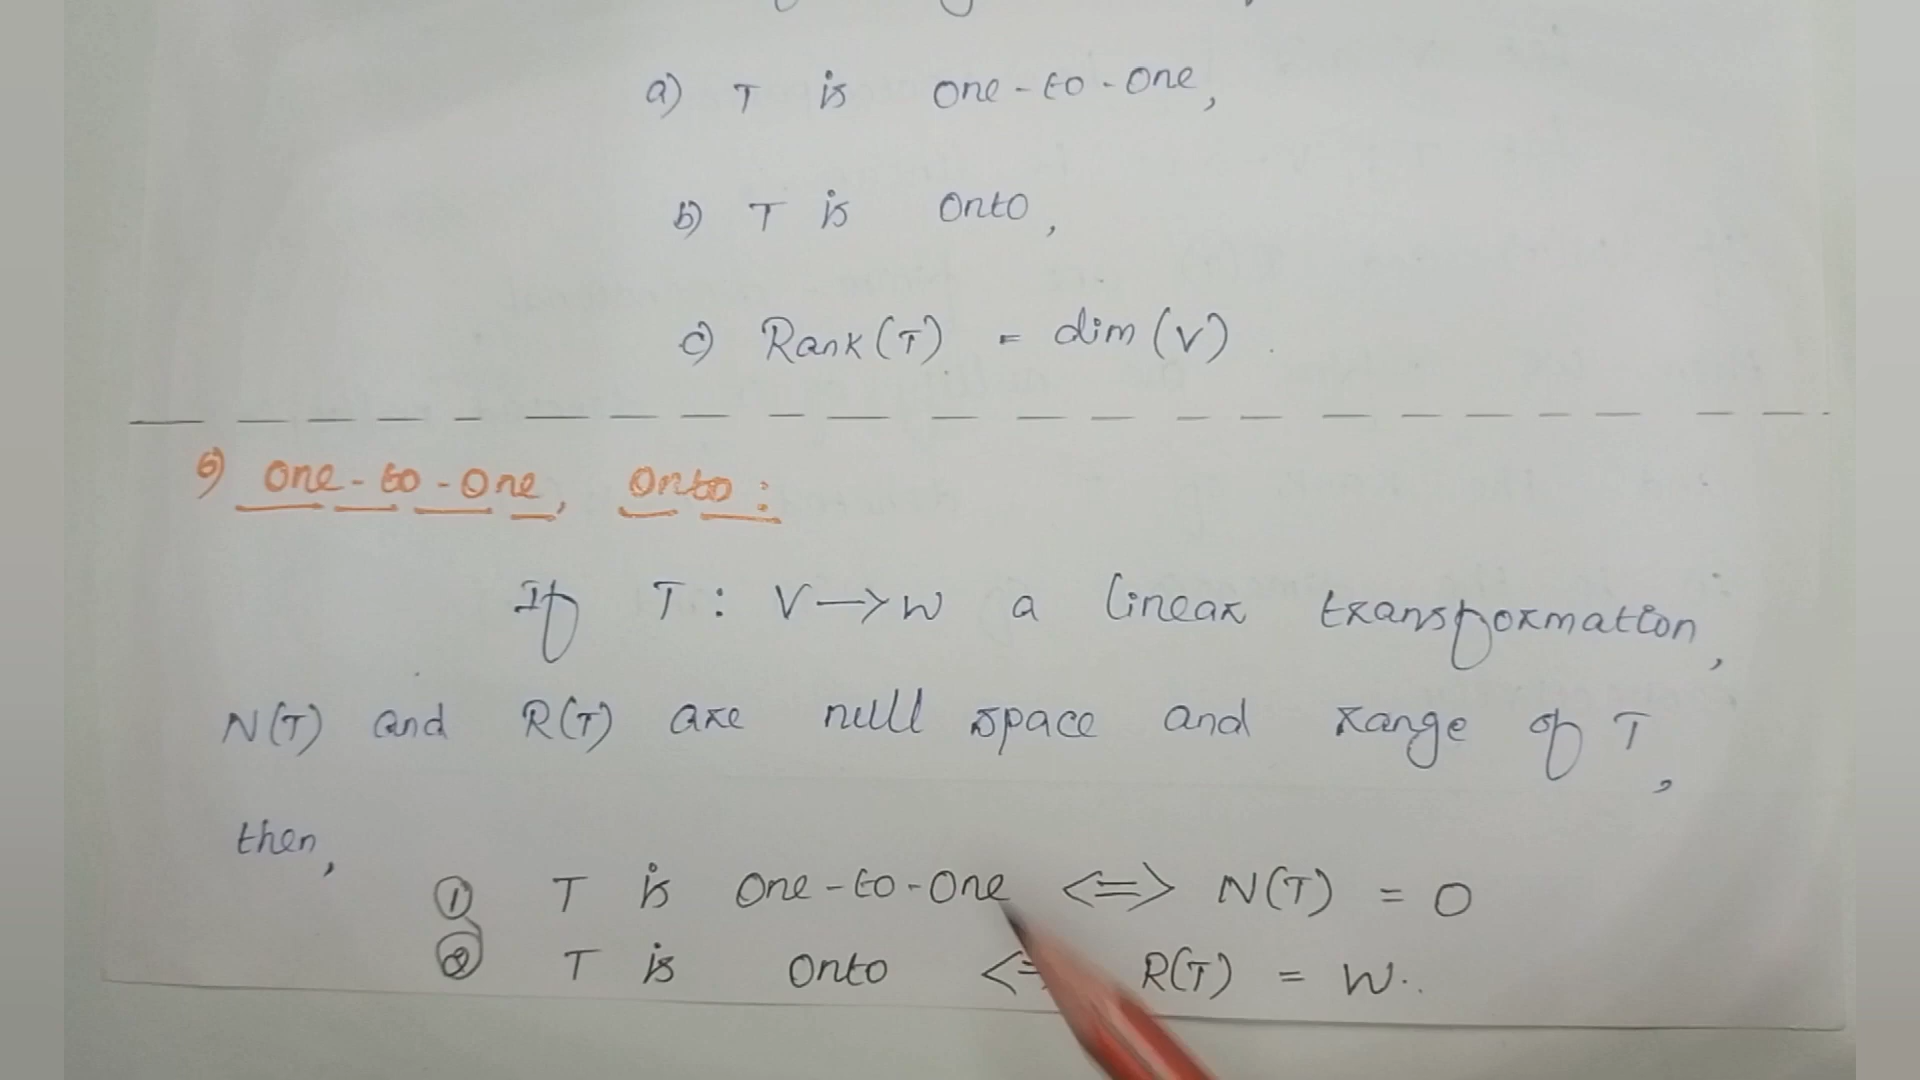 a) T is one-to-one,
b) T is onto,
c) Rank(T) = dim(V).
6) One-to-one, onto:
If T : V → W a linear transformation,
N(T) and R(T) are null space and range of T,
then,
① T is one-to-one <=> N(T) = 0
② T is onto <=> R(T) = W.